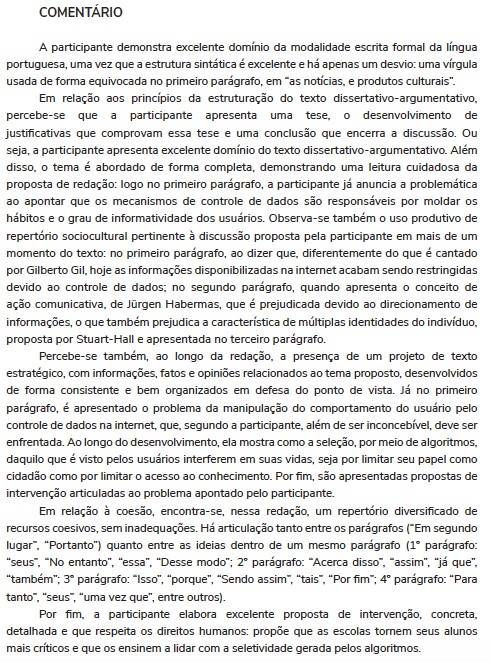 COMENTÁRIO
A participante demonstra excelente domínio da modalidade escrita formal da língua
portuguesa, uma vez que a estrutura sintática é excelente e há apenas um desvio: uma vírgula
usada de forma equivocada no primeiro parágrafo, em “as notícias, e produtos culturais”.
Em relação aos princípios da estruturação do texto dissertativo-argumentativo,
percebe-se que a participante apresenta uma tese, o desenvolvimento de
justificativas que comprovam essa tese e uma conclusão que encerra a discussão. Ou
seja, a participante apresenta excelente domínio do texto dissertativo-argumentativo. Além
disso, o tema é abordado de forma completa, demonstrando uma leitura cuidadosa da
proposta de redação: logo no primeiro parágrafo, a participante já anuncia a problemática
ao apontar que os mecanismos de controle de dados são responsáveis por moldar os
hábitos e o grau de informatividade dos usuários. Observa-se também o uso produtivo de
repertório sociocultural pertinente à discussão proposta pela participante em mais de um
momento do texto: no primeiro parágrafo, ao dizer que, diferentemente do que é cantado
por Gilberto Gil, hoje as informações disponibilizadas na internet acabam sendo restringidas
devido ao controle de dados; no segundo parágrafo, quando apresenta o conceito de
ação comunicativa, de Jürgen Habermas, que é prejudicada devido ao direcionamento de
informações, o que também prejudica a característica de múltiplas identidades do indivíduo,
proposta por Stuart-Hall e apresentada no terceiro parágrafo.
Percebe-se também, ao longo da redação, a presença de um projeto de texto
estratégico, com informações, fatos e opiniões relacionados ao tema proposto, desenvolvidos
de forma consistente e bem organizados em defesa do ponto de vista. Já no primeiro
parágrafo, é apresentado o problema da manipulação do comportamento do usuário pelo
controle de dados na internet, que, segundo a participante, além de ser inconcebível, deve ser
enfrentada. Ao longo do desenvolvimento, ela mostra como a seleção, por meio de algoritmos,
daquilo que é visto pelos usuários interferem em suas vidas, seja por limitar seu papel como
cidadão como por limitar o acesso ao conhecimento. Por fim, são apresentadas propostas de
intervenção articuladas ao problema apontado pelo participante.
Em relação à coesão, encontra-se, nessa redação, um repertório diversificado de
recursos coesivos, sem inadequações. Há articulação tanto entre os parágrafos (“Em segundo
lugar”, “Portanto”) quanto entre as ideias dentro de um mesmo parágrafo (1º parágrafo:
“seus”, “No entanto”, “essa”, “Desse modo”; 2º parágrafo: “Acerca disso”, “assim”, “já que”,
“também”; 3º parágrafo: “Isso”, “porque”, “Sendo assim”, “tais”, “Por fim”; 4º parágrafo: “Para
tanto”, “seus”, “uma vez que”, entre outros).
Por fim, a participante elabora excelente proposta de intervenção, concreta,
detalhada e que respeita os direitos humanos: propõe que as escolas tornem seus alunos
mais críticos e que os ensinem a lidar com a seletividade gerada pelos algoritmos.